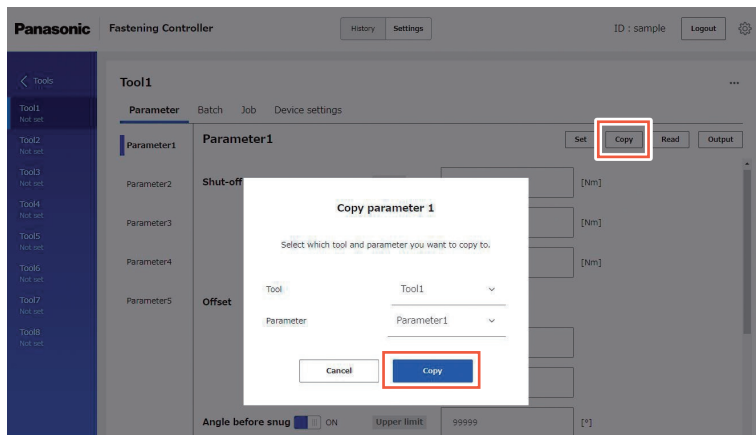 Panasonic Fastening Controller History Settings ID : sample Logout
Tools
Tool1
Not set
Tool2
Not set
Tool3
Not set
Tool4
Not set
Tool5
Not set
Tool6
Not set
Tool7
Not set
Tool8
Not set
Tool1
Parameter Batch Job Device settings
Parameter1
Parameter2
Parameter3
Parameter4
Parameter5
Parameter1 Set Copy Read Output
Shut-off [Nm]
[Nm]
[Nm]
Offset
Copy parameter 1
Select which tool and parameter you want to copy to.
Tool Tool1
Parameter Parameter1
Cancel Copy
Angle before snug ON Upper limit 99999 [°]